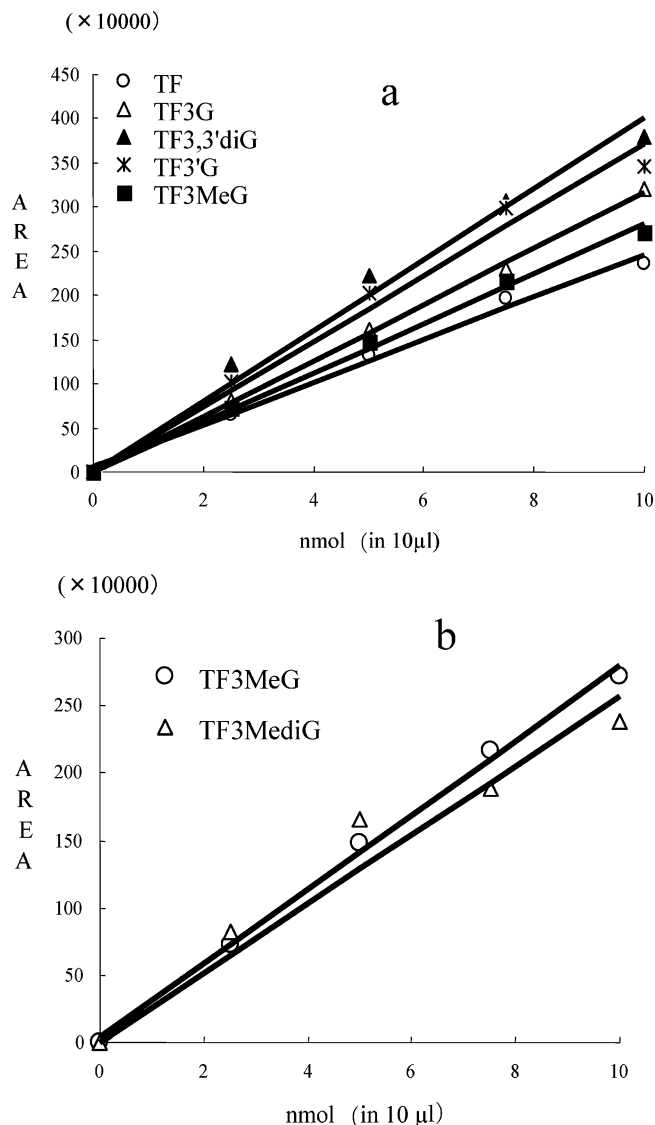 (×10000)
a
450
400
350
300
250
200
150
100
50
0
TF
TF3G
TF3,3'diG
TF3'G
TF3MeG
A
R
E
A
0 2 4 6 8 10
nmol (in 10μl)
(×10000)
b
300
250
200
150
100
50
0
TF3MeG
TF3MediG
A
R
E
A
0 2 4 6 8 10
nmol (in 10 μl)